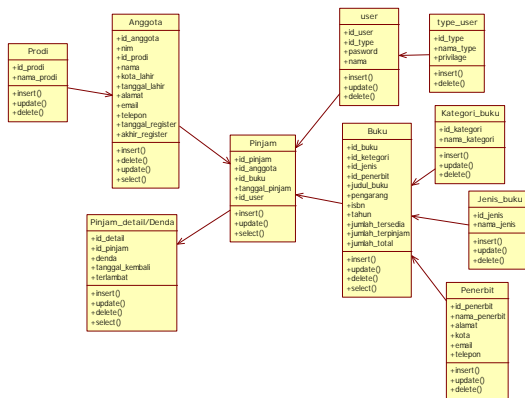 Prodi
+id_prodi
+nama_prodi
+insert()
+update()
+delete()
Anggota
+id_anggota
+nim
+id_prodi
+nama
+kota_lahir
+tanggal_lahir
+alamat
+email
+telepon
+tanggal_register
+akhir_register
+insert()
+delete()
+update()
+select()
user
+id_user
+id_type
+pasword
+nama
+insert()
+update()
+delete()
type_user
+id_type
+nama_type
+privilage
+insert()
+delete()
Pinjam
+id_pinjam
+id_anggota
+id_buku
+tanggal_pinjam
+id_user
+insert()
+update()
+select()
Buku
+id_buku
+id_ketegori
+id_jenis
+id_penerbit
+judul_buku
+pengarang
+isbn
+tahun
+jumlah_tersedia
+jumlah_terpinjam
+jumlah_total
+insert()
+update()
+delete()
+select()
Kategori_buku
+id_kategori
+nama_kategori
+insert()
+update()
+delete()
Jenis_buku
+id_jenis
+nama_jenis
+insert()
+update()
+delete()
Pinjam_detail/Denda
+id_detail
+id_pinjam
+denda
+tanggal_kembali
+terlambat
+insert()
+update()
+delete()
+select()
Penerbit
+id_penerbit
+nama_penerbit
+alamat
+kota
+email
+telepon
+insert()
+update()
+delete()